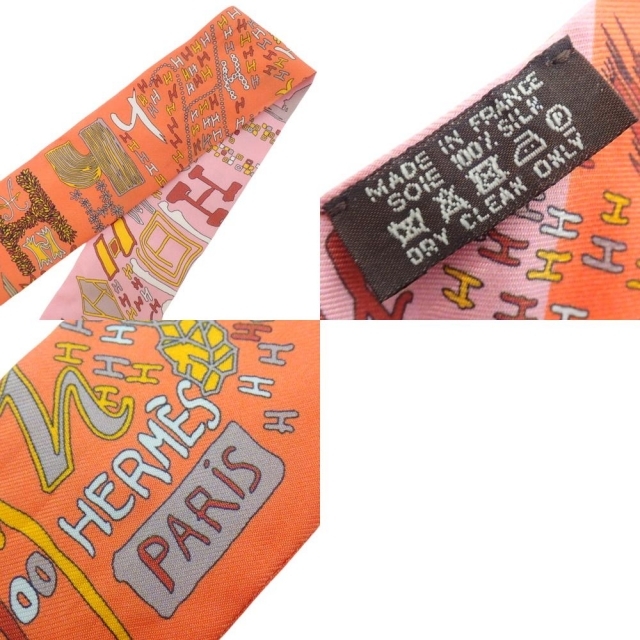 MADE IN FRANCE
SOIE 100% SILK
DRY CLEAN ONLY
HERMÈS
PARIS